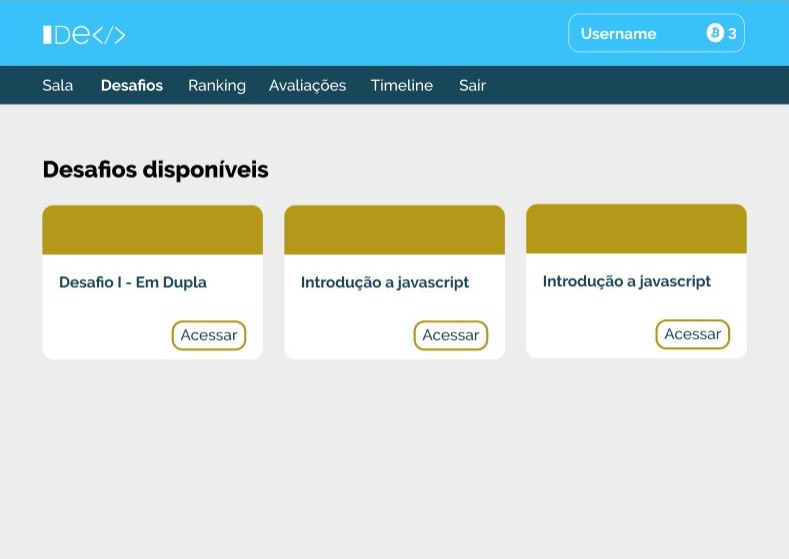 IDE</>
Username 3
Sala Desafios Ranking Avaliações Timeline Sair
Desafios disponíveis
Desafio I - Em Dupla
Acessar
Introdução a javascript
Acessar
Introdução a javascript
Acessar